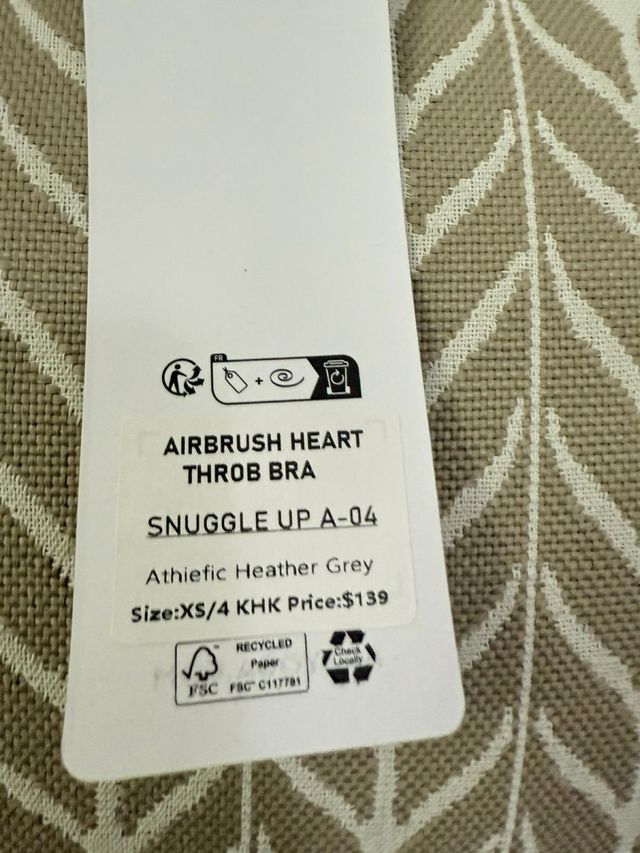 FR
+
AIRBRUSH HEART
THROB BRA
SNUGGLE UP A-04
Athiefic Heather Grey
Size:XS/4 KHK Price:$139
RECYCLED
Paper
FSC™ C117781
FSC
Check
Locally